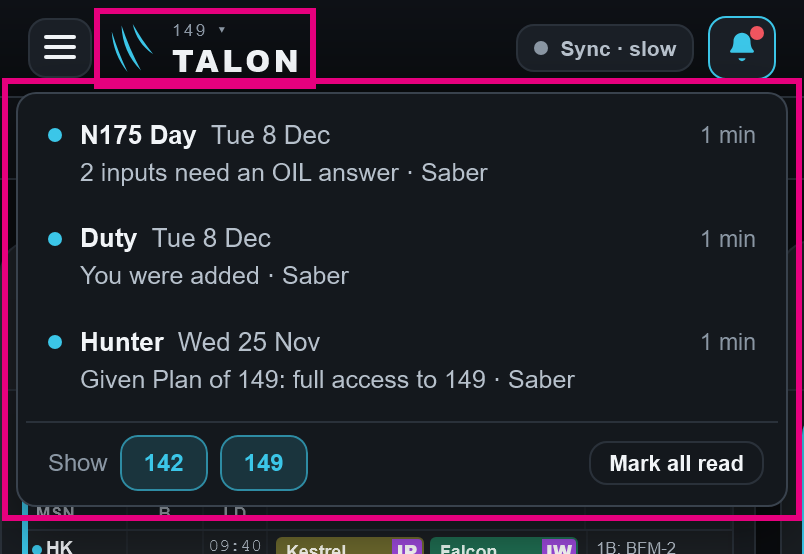 149 ▾
TALON
Sync · slow
N175 Day Tue 8 Dec 1 min
2 inputs need an OIL answer · Saber
Duty Tue 8 Dec 1 min
You were added · Saber
Hunter Wed 25 Nov 1 min
Given Plan of 149: full access to 149 · Saber
Show 142 149 Mark all read
MSN
HK 09:40 Kestrel Falcon IW 1B: BFM-2